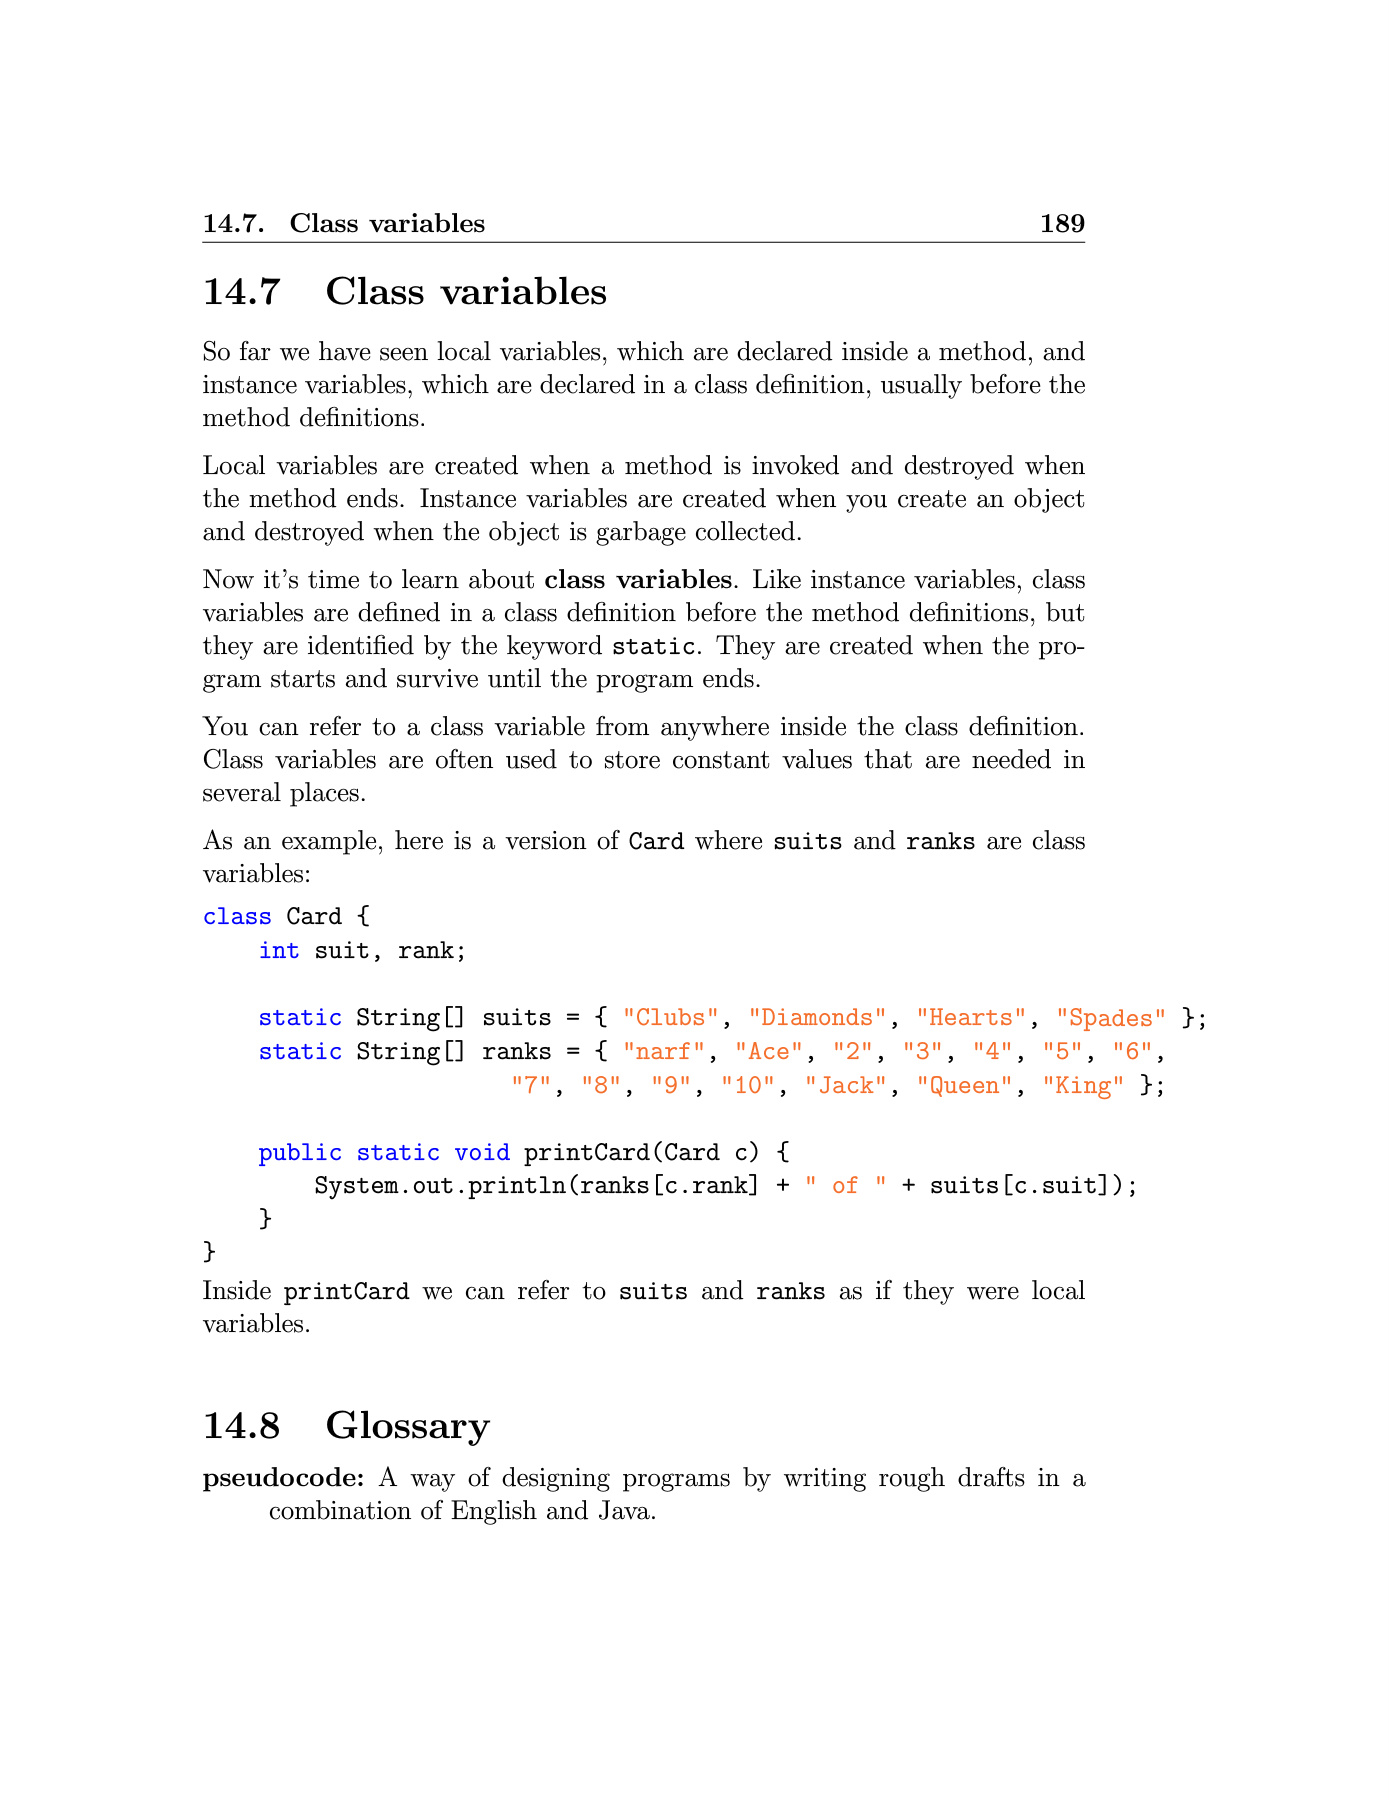 14.7. Class variables 189
14.7 Class variables
So far we have seen local variables, which are declared inside a method, and
instance variables, which are declared in a class definition, usually before the
method definitions.
Local variables are created when a method is invoked and destroyed when
the method ends. Instance variables are created when you create an object
and destroyed when the object is garbage collected.
Now it's time to learn about class variables. Like instance variables, class
variables are defined in a class definition before the method definitions, but
they are identified by the keyword static. They are created when the pro-
gram starts and survive until the program ends.
You can refer to a class variable from anywhere inside the class definition.
Class variables are often used to store constant values that are needed in
several places.
As an example, here is a version of Card where suits and ranks are class
variables:
class Card {
    int suit, rank;

    static String[] suits = { "Clubs", "Diamonds", "Hearts", "Spades" };
    static String[] ranks = { "narf", "Ace", "2", "3", "4", "5", "6",
                      "7", "8", "9", "10", "Jack", "Queen", "King" };

    public static void printCard(Card c) {
        System.out.println(ranks[c.rank] + " of " + suits[c.suit]);
    }
}
Inside printCard we can refer to suits and ranks as if they were local
variables.
14.8 Glossary
pseudocode: A way of designing programs by writing rough drafts in a
combination of English and Java.